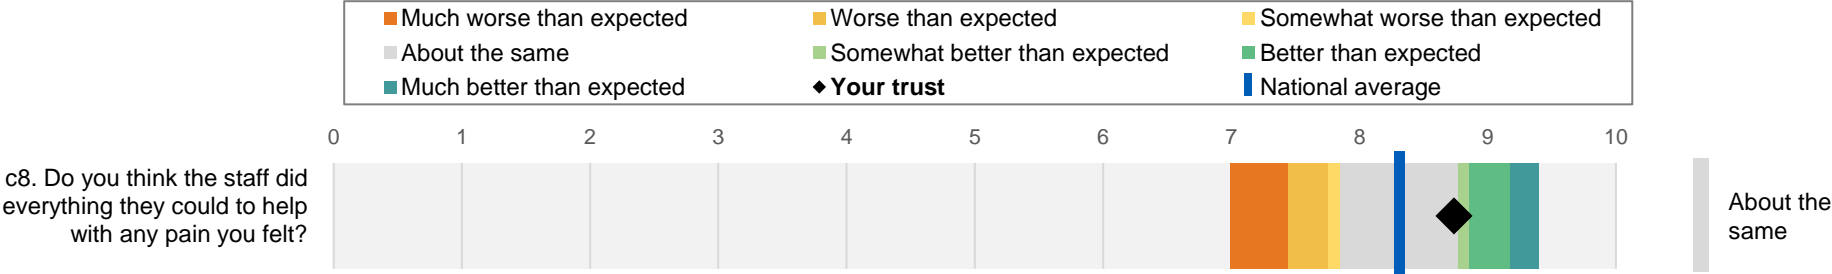 Much worse than expected Worse than expected Somewhat worse than expected
About the same Somewhat better than expected Better than expected
Much better than expected Your trust National average
0 1 2 3 4 5 6 7 8 9 10
c8. Do you think the staff did
everything they could to help
with any pain you felt?
About the
same